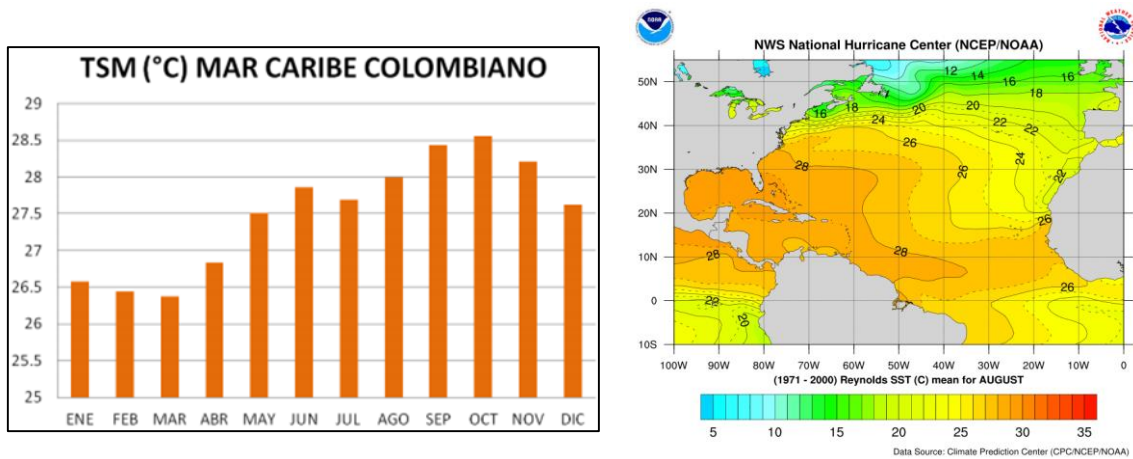 TSM (°C) MAR CARIBE COLOMBIANO
29
28.5
28
27.5
27
26.5
26
25.5
25
ENE FEB MAR ABR MAY JUN JUL AGO SEP OCT NOV DIC
NOAA
NWS National Hurricane Center (NCEP/NOAA)
50N
40N
30N
20N
10N
0
10S
12
14
16
16
18
16
18
20
20
24
22
22
26
24
28
26
22
26
28
28
26
22
20
100W 90W 80W 70W 60W 50W 40W 30W 20W 10W 0
(1971 - 2000) Reynolds SST (C) mean for AUGUST
5 10 15 20 25 30 35
Data Source: Climate Prediction Center (CPC/NCEP/NOAA)